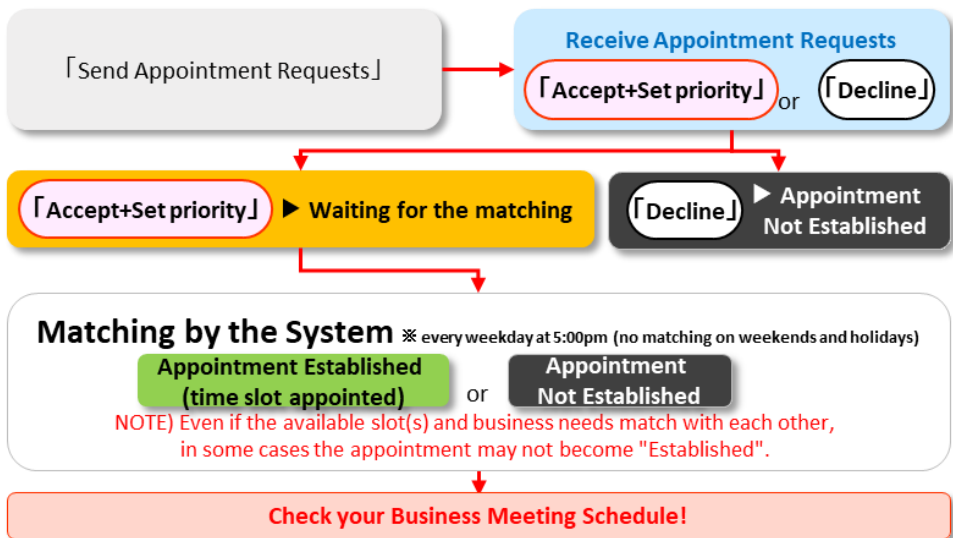 「Send Appointment Requests」
Receive Appointment Requests
「Accept+Set priority」 or 「Decline」
「Accept+Set priority」 ▶ Waiting for the matching
「Decline」 ▶ Appointment
Not Established
Matching by the System ※ every weekday at 5:00pm (no matching on weekends and holidays)
Appointment Established
(time slot appointed)
or
Appointment
Not Established
NOTE) Even if the available slot(s) and business needs match with each other,
in some cases the appointment may not become "Established".
Check your Business Meeting Schedule!